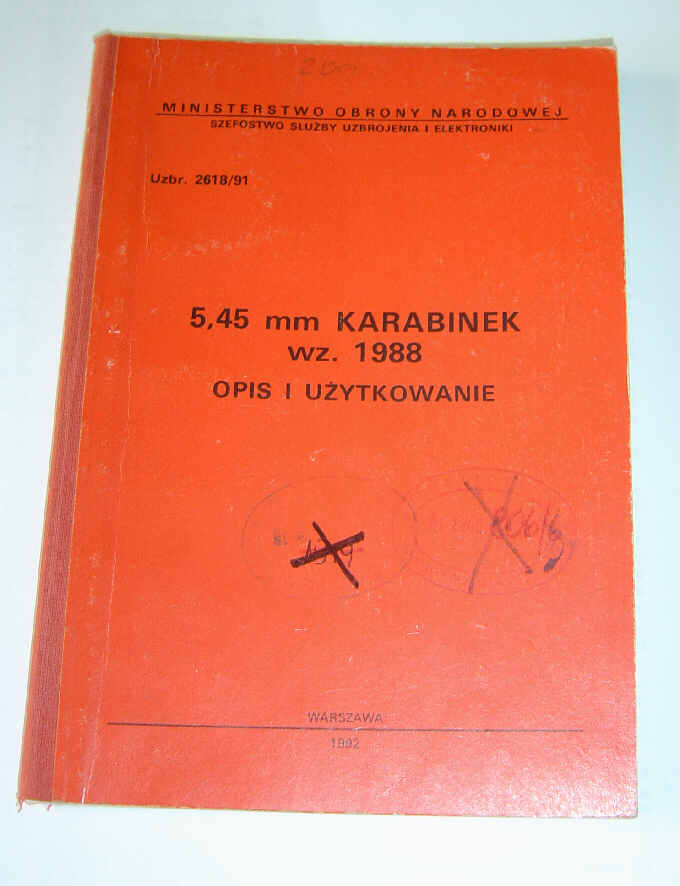 MINISTERSTWO OBRONY NARODOWEJ
SZEFOSTWO SŁUŻBY UZBROJENIA I ELEKTRONIKI
Uzbr. 2618/91
5,45 mm KARABINEK
wz. 1988
OPIS I UŻYTKOWANIE
WARSZAWA
1992